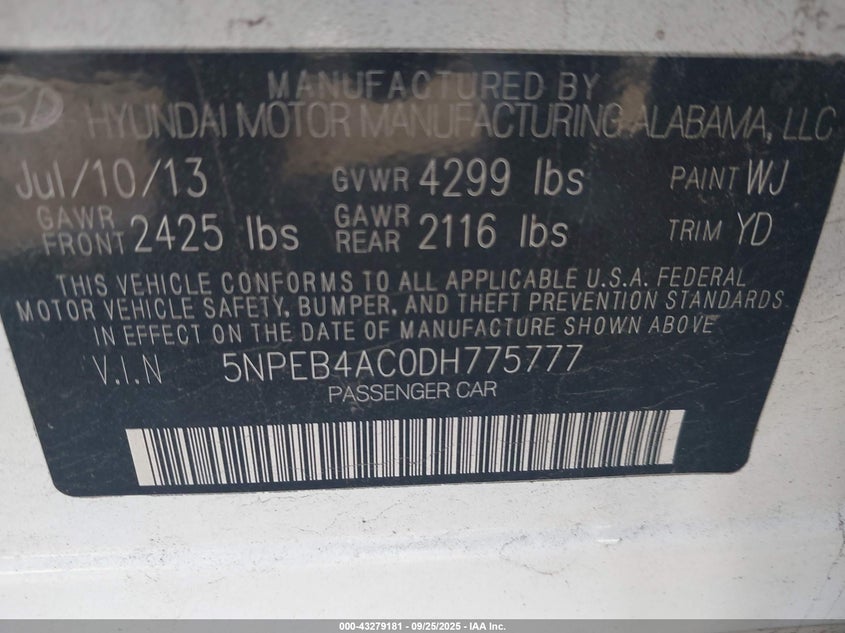 MANUFACTURED BY
HYUNDAI MOTOR MANUFACTURING ALABAMA, LLC
Jul/10/13 GVWR 4299 lbs PAINT WJ
GAWR FRONT 2425 lbs GAWR REAR 2116 lbs TRIM YD
THIS VEHICLE CONFORMS TO ALL APPLICABLE U.S.A. FEDERAL
MOTOR VEHICLE SAFETY, BUMPER, AND THEFT PREVENTION STANDARDS
IN EFFECT ON THE DATE OF MANUFACTURE SHOWN ABOVE
V.I.N 5NPEB4AC0DH775777
PASSENGER CAR
000-43279181 - 09/25/2025 - IAA Inc.